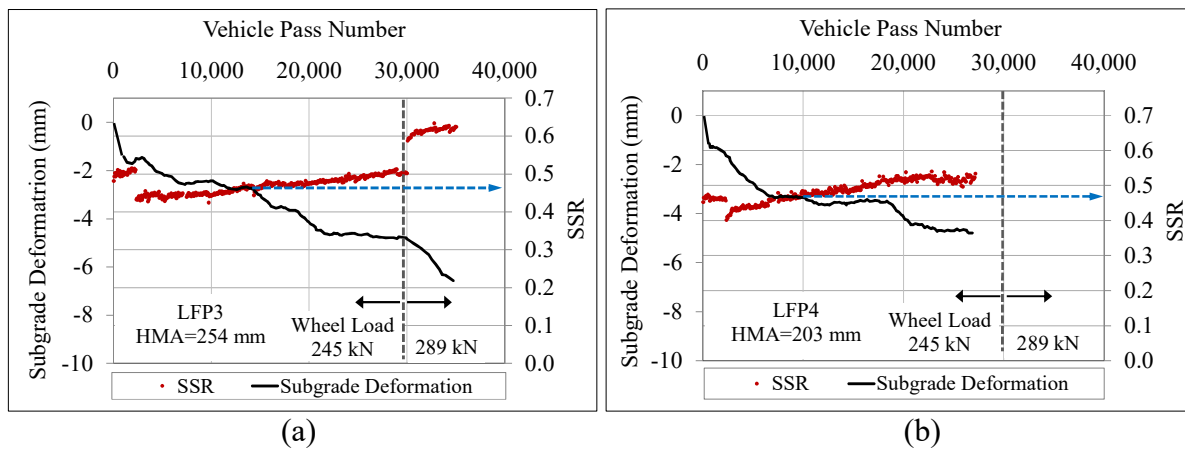 Vehicle Pass Number
0 10,000 20,000 30,000 40,000
Subgrade Deformation (mm)
0
-2
-4
-6
-8
-10
0.7
0.6
0.5
0.4
0.3
0.2
0.1
0.0
SSR
LFP3
HMA=254 mm
Wheel Load
245 kN
289 kN
SSR Subgrade Deformation
(a)
Vehicle Pass Number
0 10,000 20,000 30,000 40,000
Subgrade Deformation (mm)
0
-2
-4
-6
-8
-10
0.7
0.6
0.5
0.4
0.3
0.2
0.1
0.0
SSR
LFP4
HMA=203 mm
Wheel Load
245 kN
289 kN
SSR Subgrade Deformation
(b)